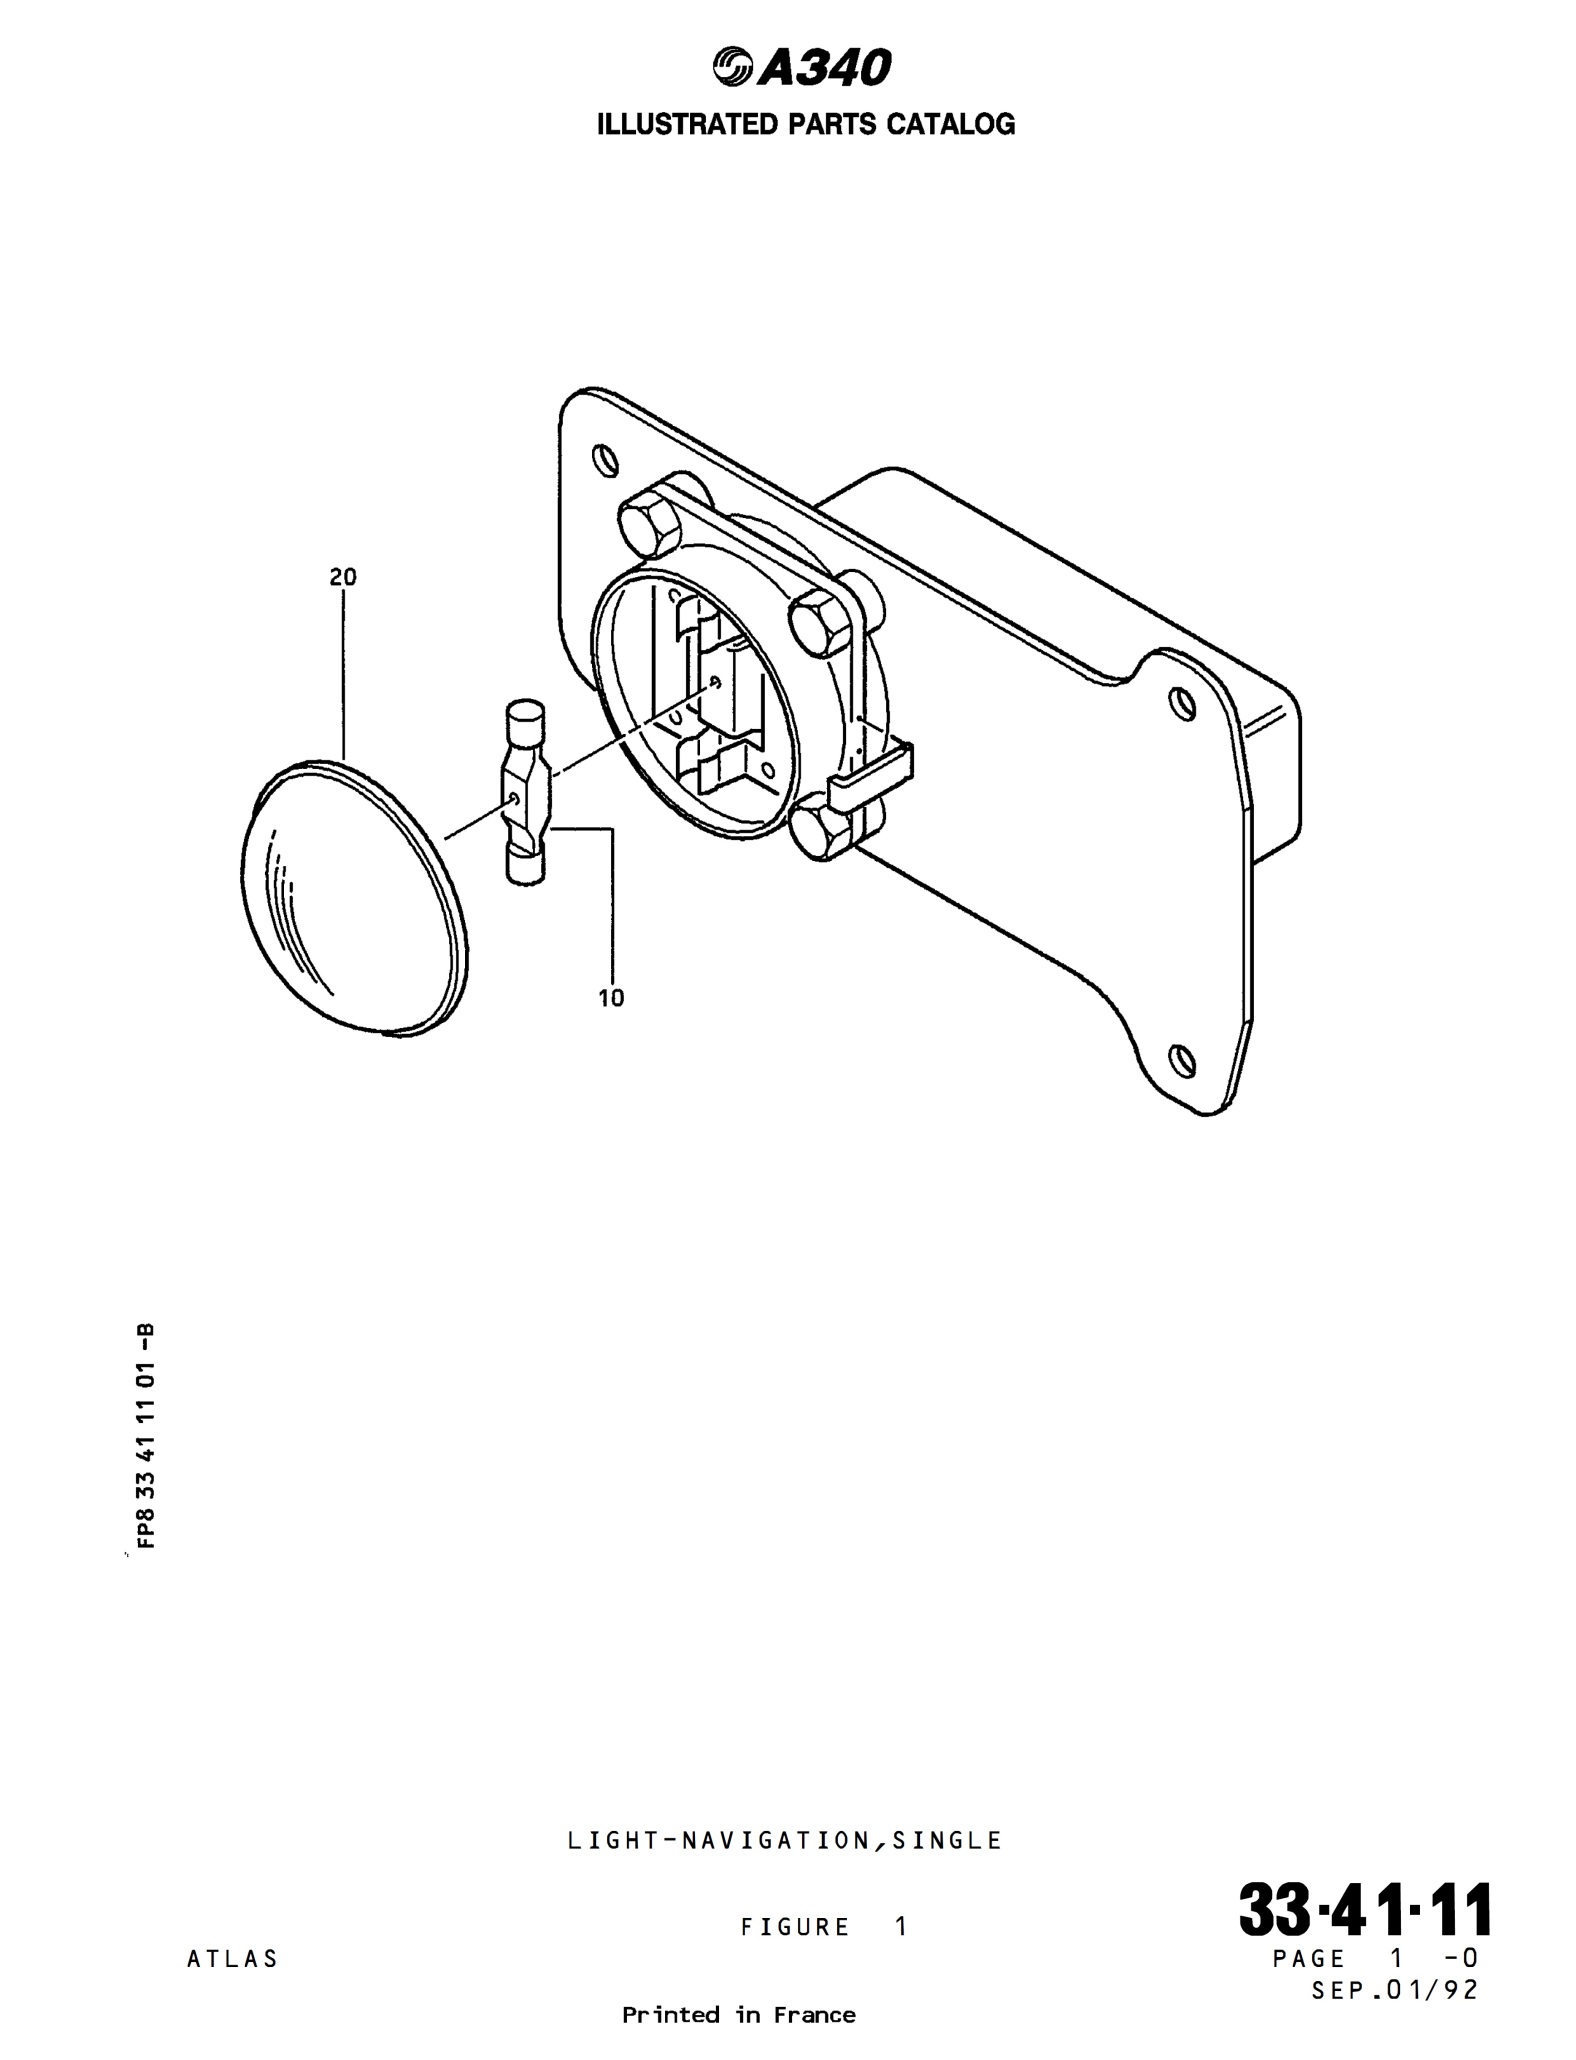 A340
ILLUSTRATED PARTS CATALOG
20
10
FP8 33 41 11 01 -B
LIGHT-NAVIGATION,SINGLE
FIGURE 1
33-41-11
ATLAS
PAGE 1 -0
SEP.01/92
Printed in France